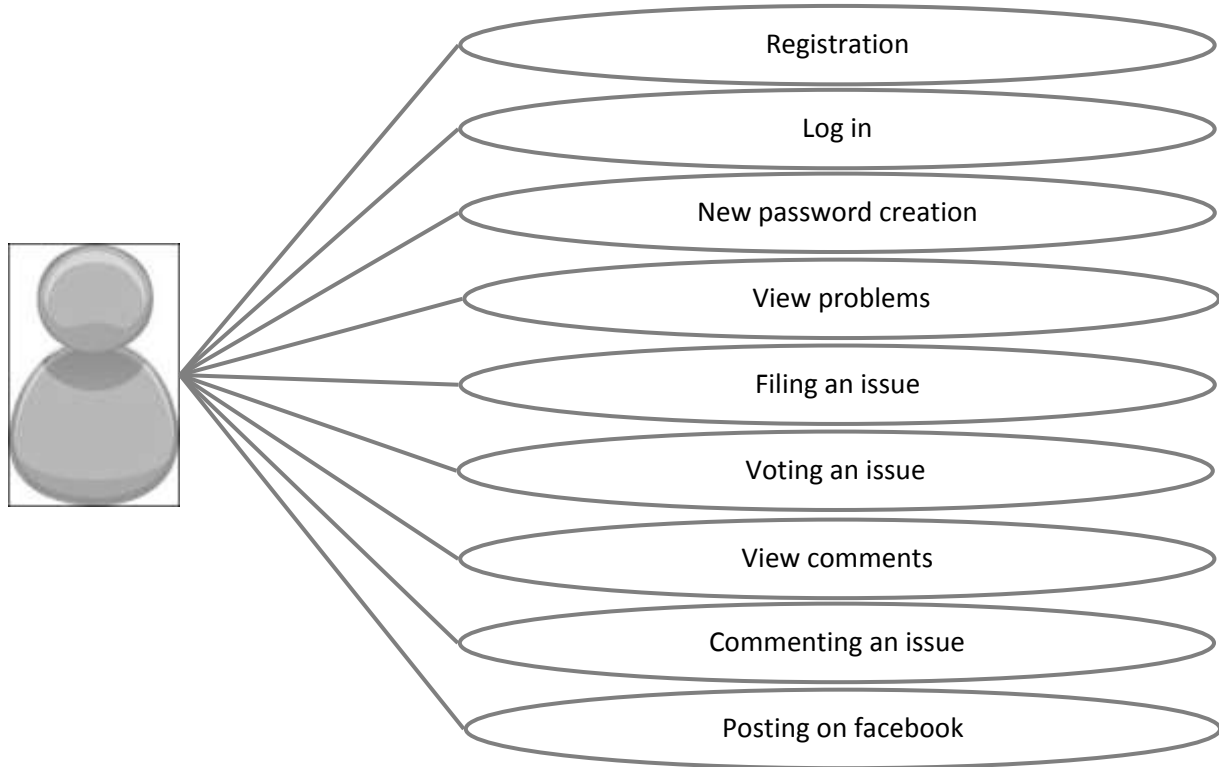 Registration
Log in
New password creation
View problems
Filing an issue
Voting an issue
View comments
Commenting an issue
Posting on facebook